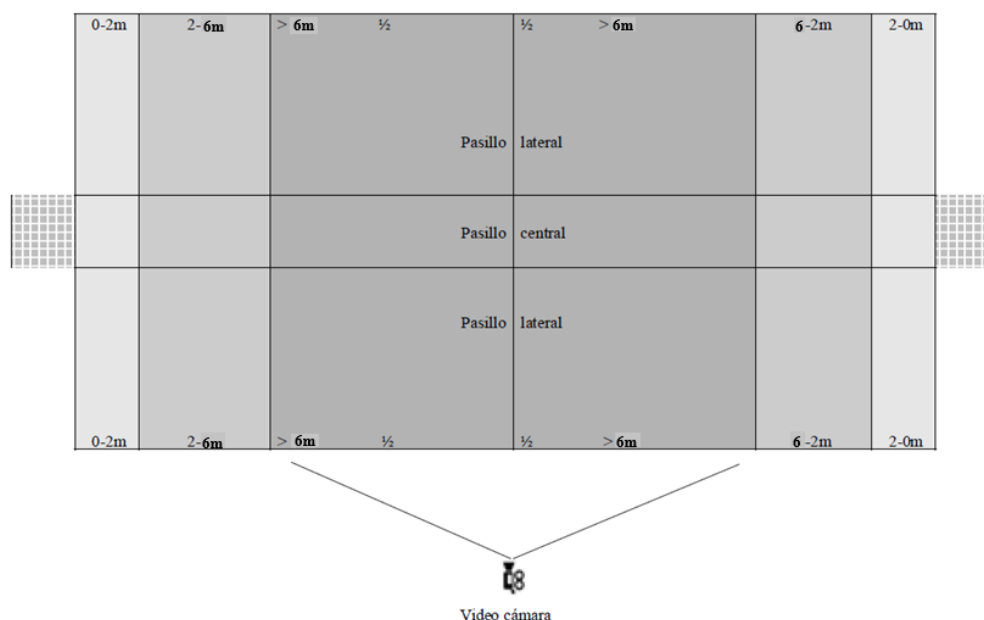 0-2m 2-6m > 6m ½ ½ > 6m 6-2m 2-0m
Pasillo lateral
Pasillo central
Pasillo lateral
0-2m 2-6m > 6m ½ ½ > 6m 6 -2m 2-0m
Video cámara